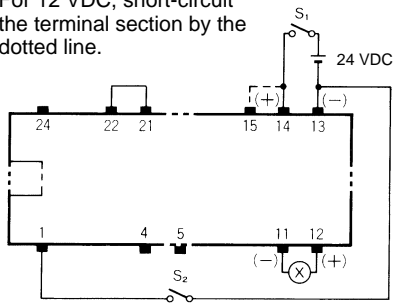 For 12 VDC, short-circuit
the terminal section by the
dotted line.
S₁
24 VDC
(+) (−)
24 22 21 15 14 13
1 4 5 11 12
(−) X (+)
S₂